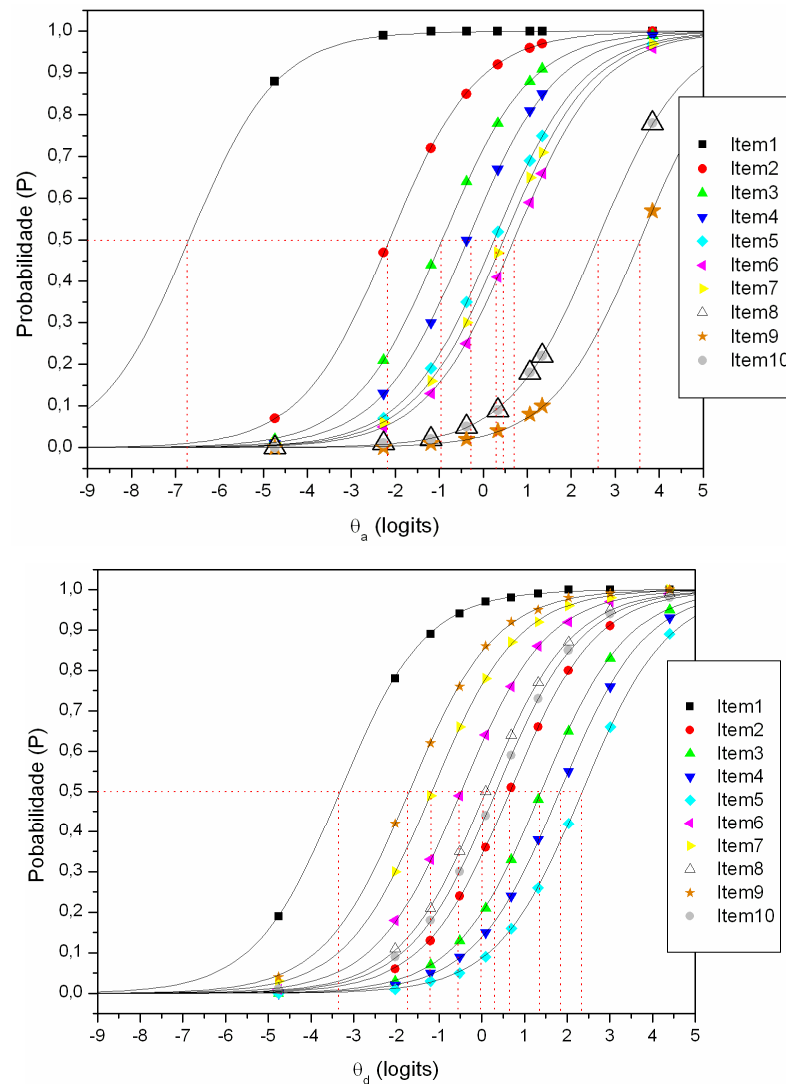 1,0
0,9
0,8
0,7
0,6
0,5
0,4
0,3
0,2
0,1
0,0
Probabilidade (P)
-9 -8 -7 -6 -5 -4 -3 -2 -1 0 1 2 3 4 5
θa (logits)
Item1
Item2
Item3
Item4
Item5
Item6
Item7
Item8
Item9
Item10
1,0
0,9
0,8
0,7
0,6
0,5
0,4
0,3
0,2
0,1
0,0
Pobabilidade (P)
-9 -8 -7 -6 -5 -4 -3 -2 -1 0 1 2 3 4 5
θd (logits)
Item1
Item2
Item3
Item4
Item5
Item6
Item7
Item8
Item9
Item10